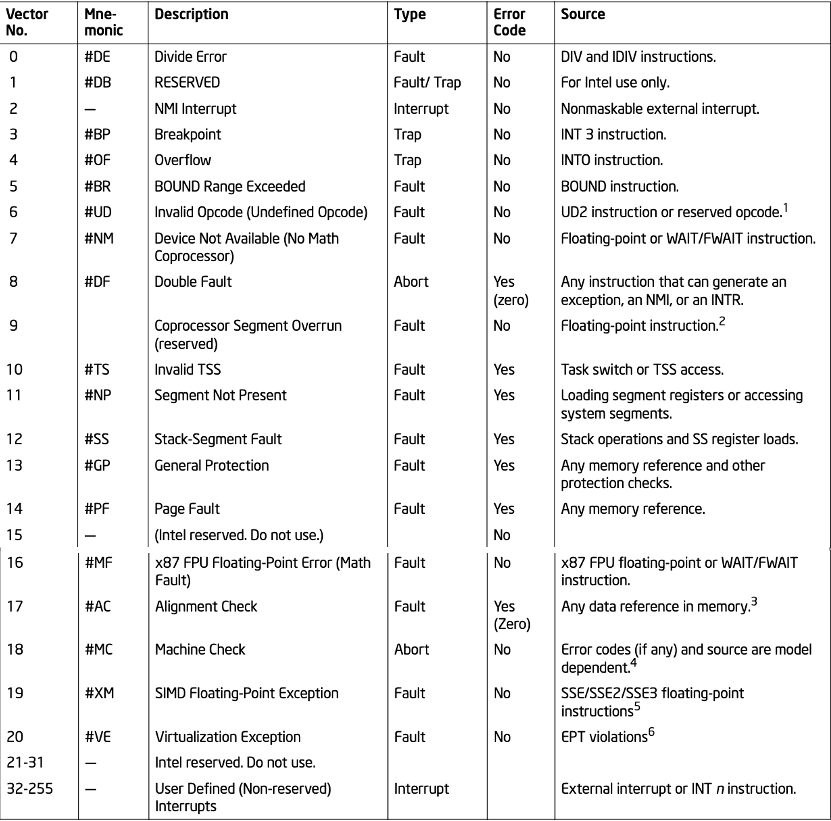 Vector No. Mne-monic Description Type Error Code Source
0 #DE Divide Error Fault No DIV and IDIV instructions.
1 #DB RESERVED Fault/ Trap No For Intel use only.
2 — NMI Interrupt Interrupt No Nonmaskable external interrupt.
3 #BP Breakpoint Trap No INT 3 instruction.
4 #OF Overflow Trap No INTO instruction.
5 #BR BOUND Range Exceeded Fault No BOUND instruction.
6 #UD Invalid Opcode (Undefined Opcode) Fault No UD2 instruction or reserved opcode.1
7 #NM Device Not Available (No Math Coprocessor) Fault No Floating-point or WAIT/FWAIT instruction.
8 #DF Double Fault Abort Yes (zero) Any instruction that can generate an exception, an NMI, or an INTR.
9 Coprocessor Segment Overrun (reserved) Fault No Floating-point instruction.2
10 #TS Invalid TSS Fault Yes Task switch or TSS access.
11 #NP Segment Not Present Fault Yes Loading segment registers or accessing system segments.
12 #SS Stack-Segment Fault Fault Yes Stack operations and SS register loads.
13 #GP General Protection Fault Yes Any memory reference and other protection checks.
14 #PF Page Fault Fault Yes Any memory reference.
15 — (Intel reserved. Do not use.) No
16 #MF x87 FPU Floating-Point Error (Math Fault) Fault No x87 FPU floating-point or WAIT/FWAIT instruction.
17 #AC Alignment Check Fault Yes (Zero) Any data reference in memory.3
18 #MC Machine Check Abort No Error codes (if any) and source are model dependent.4
19 #XM SIMD Floating-Point Exception Fault No SSE/SSE2/SSE3 floating-point instructions5
20 #VE Virtualization Exception Fault No EPT violations6
21-31 — Intel reserved. Do not use.
32-255 — User Defined (Non-reserved) Interrupts Interrupt External interrupt or INT n instruction.